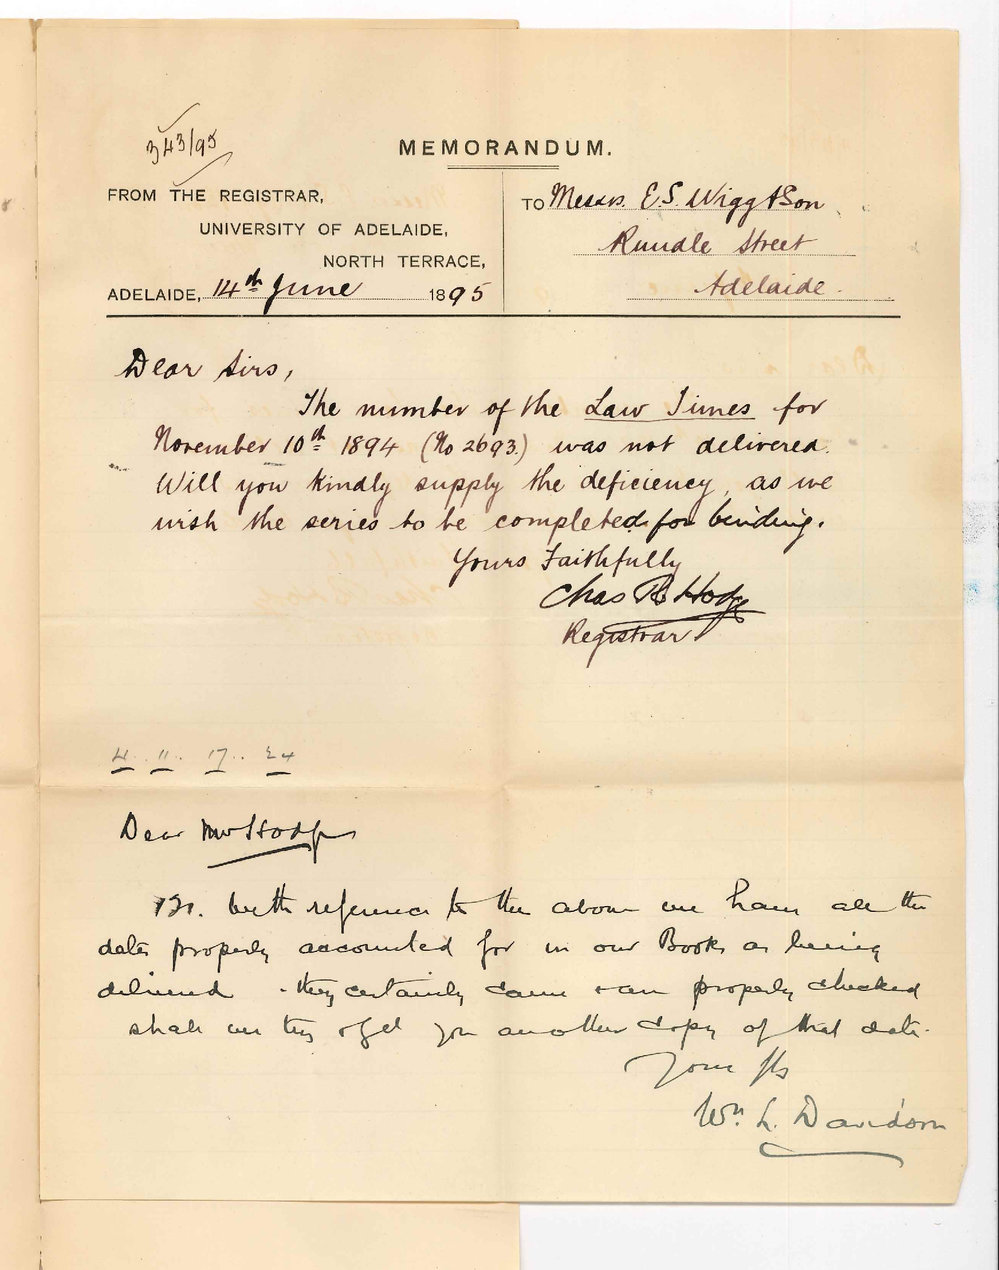 343/95
MEMORANDUM.
FROM THE REGISTRAR,
UNIVERSITY OF ADELAIDE,
NORTH TERRACE,
ADELAIDE, 14th June 1895
TO Messrs. E.S. Wigg & Son
Rundle Street
Adelaide.
Dear Sirs,
The number of the Law Times for
November 10th 1894 (No 2693.) was not delivered.
Will you kindly supply the deficiency, as we
wish the series to be completed for binding.
Yours Faithfully
Chas R Hodge
Registrar
4. 11. 17. 24
Dear Mr Hodge
with reference to the above we have all the
dates properly accounted for in our Books as being
delivered they certainly came & are properly checked
shall we try & get you another copy of that date.
Yours
Wm L. Davidson